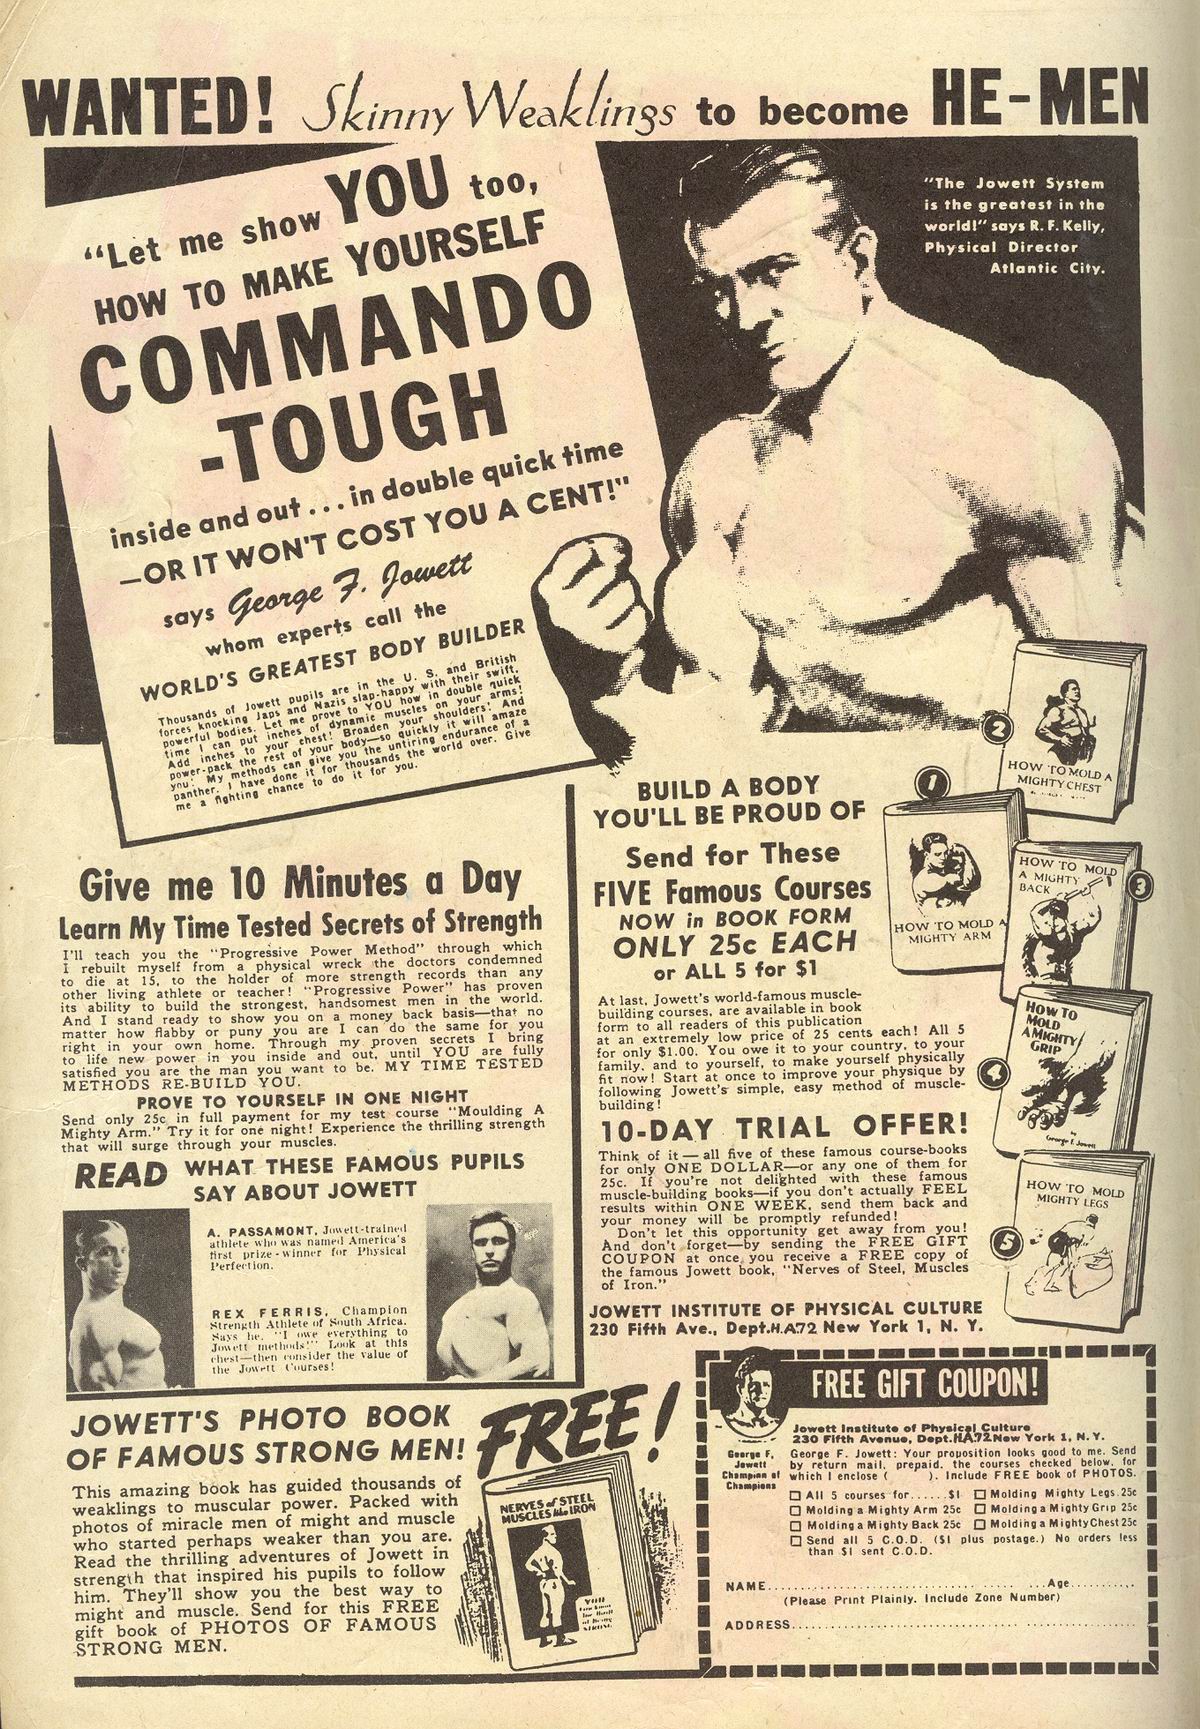 WANTED! Skinny Weaklings to become HE-MEN
"Let me show YOU too,
HOW TO MAKE YOURSELF
COMMANDO
-TOUGH
inside and out... in double quick time
—OR IT WON'T COST YOU A CENT!"
says George F. Jowett
whom experts call the
WORLD'S GREATEST BODY BUILDER
Thousands of Jowett pupils are in the U. S. and British
forces knocking Japs and Nazis slap-happy with their swift,
powerful bodies. Let me prove to YOU how in double quick
time I can put inches of dynamic muscles on your arms!
Add inches to your chest! Broaden your shoulders! And
power-pack the rest of your body—so quickly it will amaze
you! My methods can give you the untiring endurance of a
panther. I have done it for thousands the world over. Give
me a fighting chance to do it for you.
"The Jowett System
is the greatest in the
world!" says R. F. Kelly,
Physical Director
Atlantic City.
Give me 10 Minutes a Day
Learn My Time Tested Secrets of Strength
I'll teach you the "Progressive Power Method" through which
I rebuilt myself from a physical wreck the doctors condemned
to die at 15, to the holder of more strength records than any
other living athlete or teacher! "Progressive Power" has proven
its ability to build the strongest, handsomest men in the world.
And I stand ready to show you on a money back basis—that no
matter how flabby or puny you are I can do the same for you
right in your own home. Through my proven secrets I bring
to life new power in you inside and out, until YOU are fully
satisfied you are the man you want to be. MY TIME TESTED
METHODS RE-BUILD YOU.
PROVE TO YOURSELF IN ONE NIGHT
Send only 25c in full payment for my test course "Moulding A
Mighty Arm." Try it for one night! Experience the thrilling strength
that will surge through your muscles.
READ WHAT THESE FAMOUS PUPILS
SAY ABOUT JOWETT
A. PASSAMONT, Jowett-trained
athlete who was named America's
first prize-winner for Physical
Perfection.
REX FERRIS, Champion
Strength Athlete of South Africa.
Says he, "I owe everything to
Jowett methods!" Look at this
chest—then consider the value of
the Jowett Courses!
BUILD A BODY
YOU'LL BE PROUD OF
Send for These
FIVE Famous Courses
NOW in BOOK FORM
ONLY 25c EACH
or ALL 5 for $1
At last, Jowett's world-famous muscle-
building courses, are available in book
form to all readers of this publication
at an extremely low price of 25 cents each! All 5
for only $1.00. You owe it to your country, to your
family, and to yourself, to make yourself physically
fit now! Start at once to improve your physique by
following Jowett's simple, easy method of muscle-
building!
10-DAY TRIAL OFFER!
Think of it — all five of these famous course-books
for only ONE DOLLAR—or any one of them for
25c. If you're not delighted with these famous
muscle-building books—if you don't actually FEEL
results within ONE WEEK, send them back and
your money will be promptly refunded!
Don't let this opportunity get away from you!
And don't forget—by sending the FREE GIFT
COUPON at once you receive a FREE copy of
the famous Jowett book, "Nerves of Steel, Muscles
of Iron."
JOWETT INSTITUTE OF PHYSICAL CULTURE
230 Fifth Ave., Dept.H.A.72 New York 1, N. Y.
2
HOW TO MOLD A
MIGHTY CHEST
1
HOW TO MOLD A
MIGHTY ARM
3
HOW TO MOLD
A MIGHTY
BACK
4
HOW TO
MOLD
A MIGHTY
GRIP
by
George F. Jowett
5
HOW TO MOLD
MIGHTY LEGS
JOWETT'S PHOTO BOOK
OF FAMOUS STRONG MEN!
FREE!
This amazing book has guided thousands of
weaklings to muscular power. Packed with
photos of miracle men of might and muscle
who started perhaps weaker than you are.
Read the thrilling adventures of Jowett in
strength that inspired his pupils to follow
him. They'll show you the best way to
might and muscle. Send for this FREE
gift book of PHOTOS OF FAMOUS
STRONG MEN.
NERVES of STEEL
MUSCLES like IRON
YOU
STRONG
FREE GIFT COUPON!
George F.
Jowett
Champion of
Champions
Jowett Institute of Physical Culture
230 Fifth Avenue, Dept.H.A.72 New York 1, N. Y.
George F. Jowett: Your proposition looks good to me. Send
by return mail, prepaid, the courses checked below, for
which I enclose ( ). Include FREE book of PHOTOS.
All 5 courses for......$1 Molding Mighty Legs 25c
Molding a Mighty Arm 25c Molding a Mighty Grip 25c
Molding a Mighty Back 25c Molding a Mighty Chest 25c
Send all 5 C.O.D. ($1 plus postage.) No orders less
than $1 sent C.O.D.
NAME..........Age..........
(Please Print Plainly. Include Zone Number)
ADDRESS..........